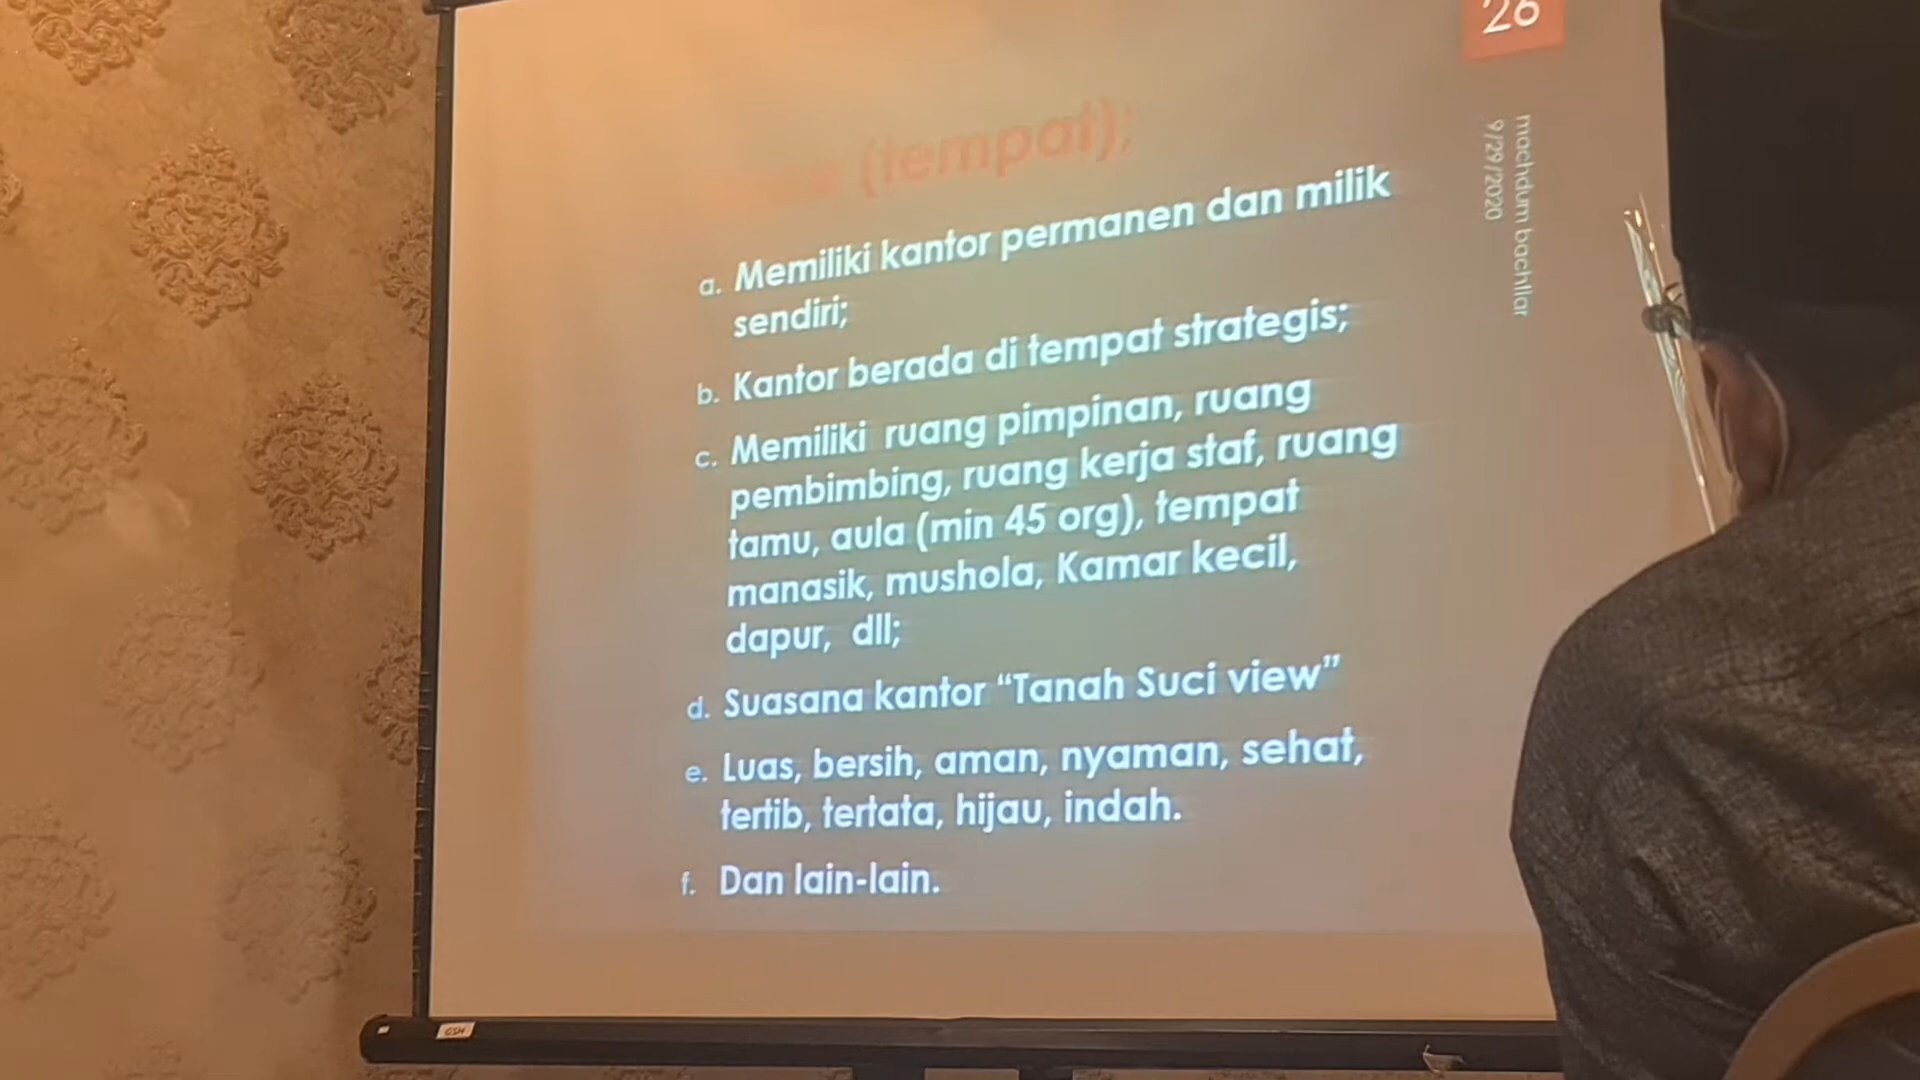 26
(tempat);
machdum bachtiar
9/29/2020
a. Memiliki kantor permanen dan milik
sendiri;
b. Kantor berada di tempat strategis;
c. Memiliki ruang pimpinan, ruang
pembimbing, ruang kerja staf, ruang
tamu, aula (min 45 org), tempat
manasik, mushola, Kamar kecil,
dapur, dll;
d. Suasana kantor “Tanah Suci view”
e. Luas, bersih, aman, nyaman, sehat,
tertib, tertata, hijau, indah.
f. Dan lain-lain.
GSH